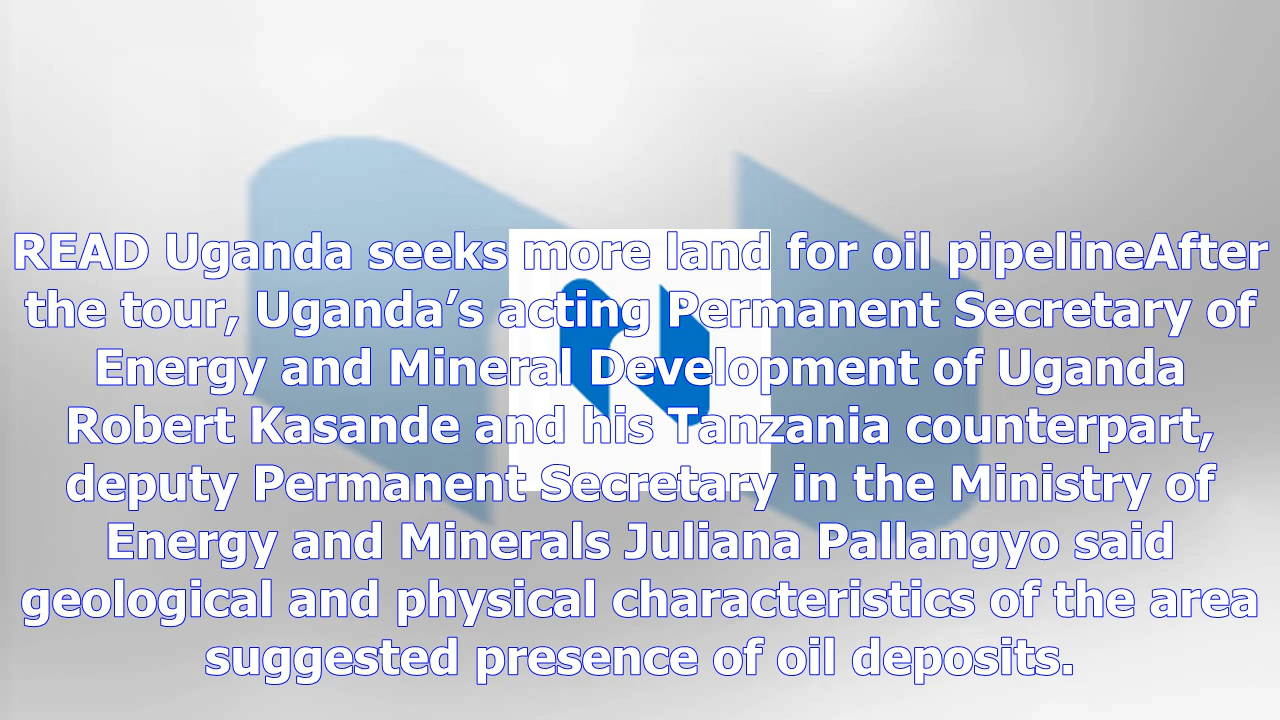 READ Uganda seeks more land for oil pipelineAfter
the tour, Uganda’s acting Permanent Secretary of
Energy and Mineral Development of Uganda
Robert Kasande and his Tanzania counterpart,
deputy Permanent Secretary in the Ministry of
Energy and Minerals Juliana Pallangyo said
geological and physical characteristics of the area
suggested presence of oil deposits.